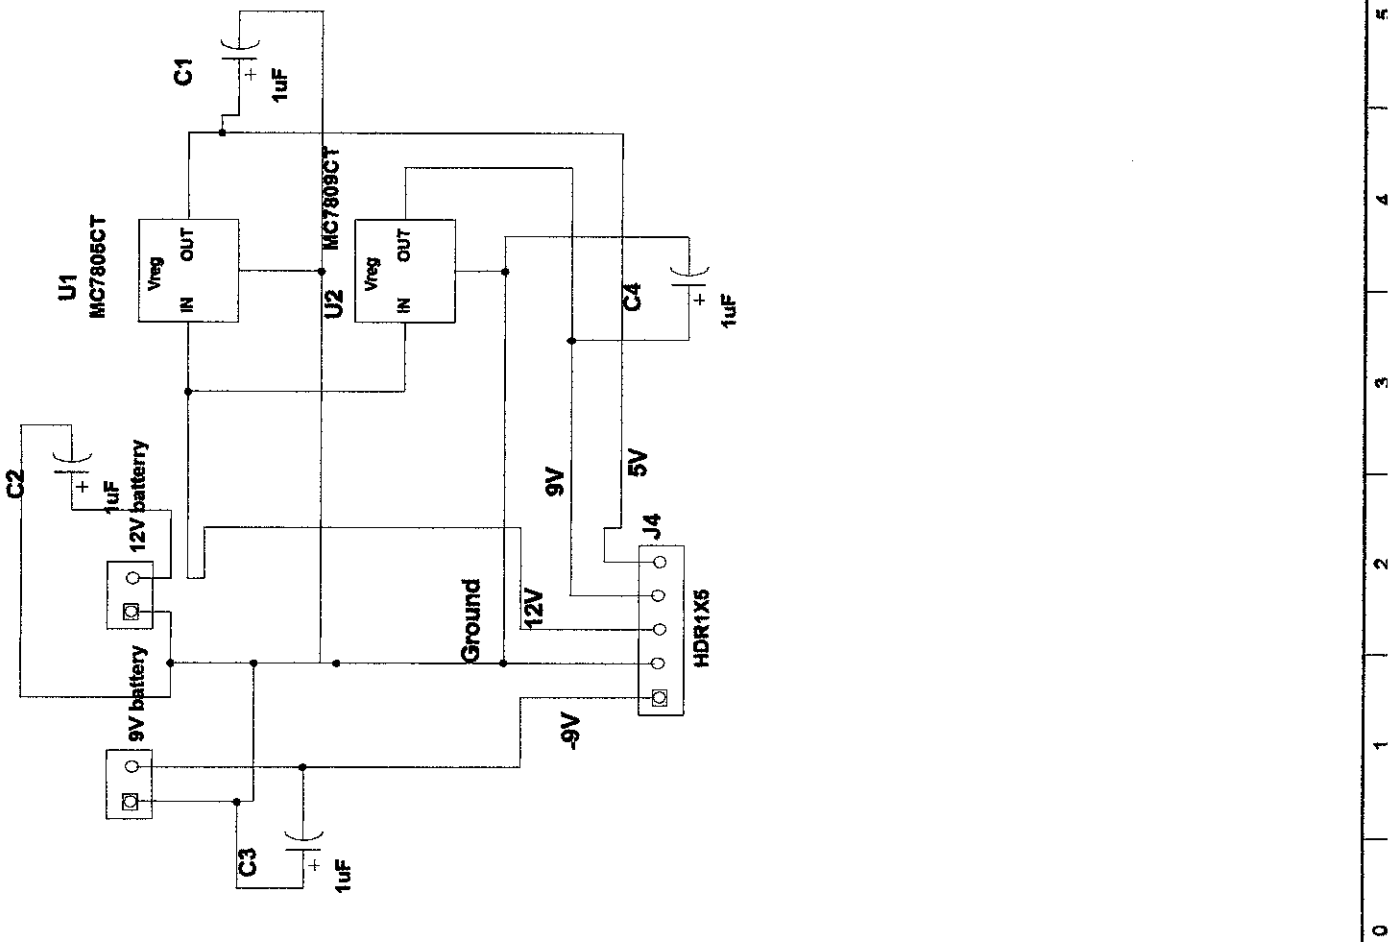 C1
+
1uF
U1
MC7805CT
Vreg
IN
OUT
U2
MC7809CT
Vreg
IN
OUT
C4
+
1uF
C2
+
1uF
12V batterry
9V battery
C3
+
1uF
Ground
12V
9V
5V
-9V
J4
HDR1X5
0
1
2
3
4
5